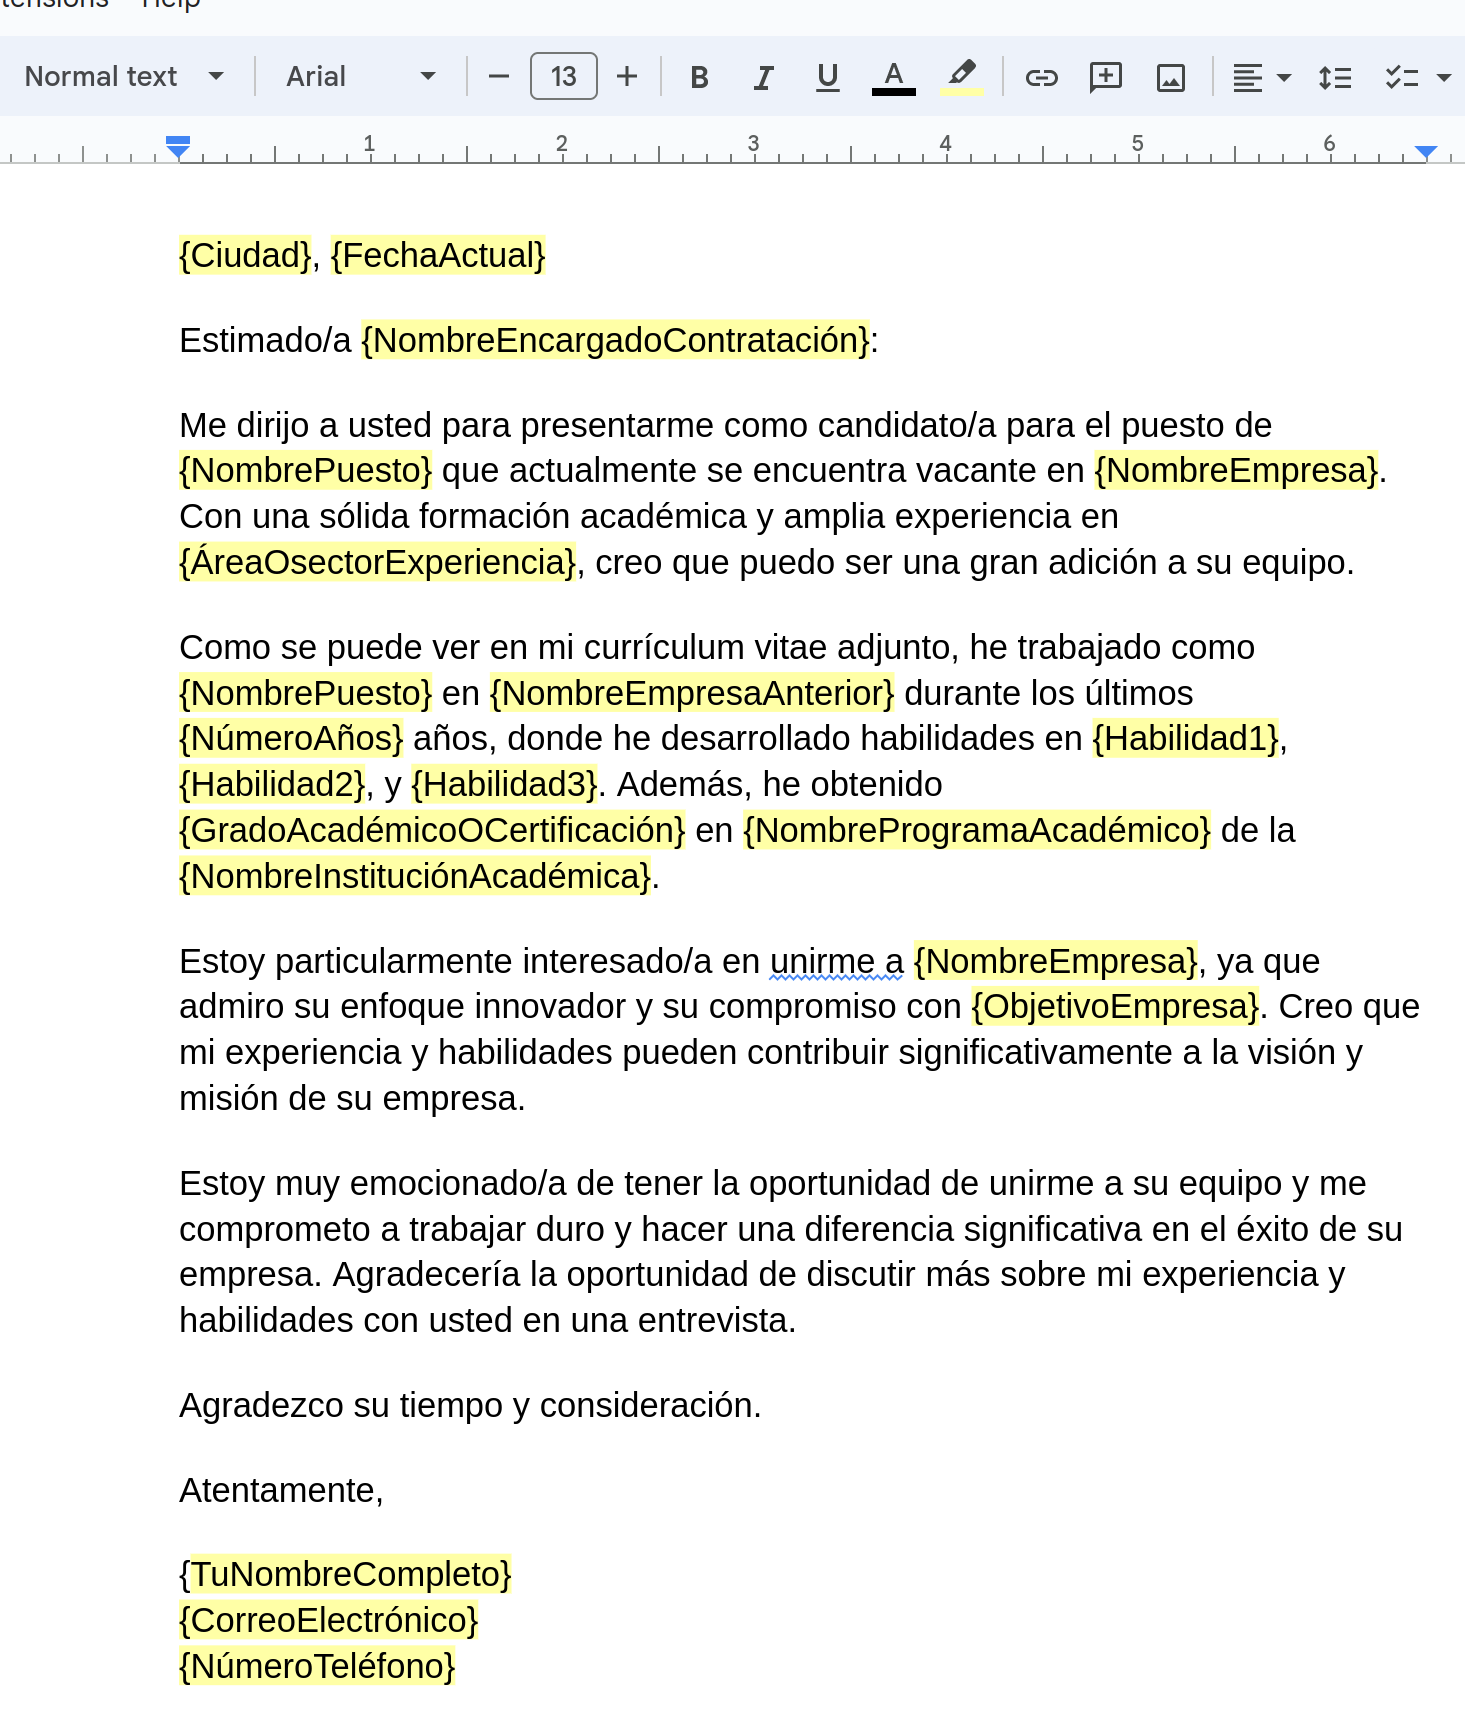 tensions Help
Normal text Arial 13 B I U A
1 2 3 4 5 6
{Ciudad}, {FechaActual}
Estimado/a {NombreEncargadoContratación}:
Me dirijo a usted para presentarme como candidato/a para el puesto de
{NombrePuesto} que actualmente se encuentra vacante en {NombreEmpresa}.
Con una sólida formación académica y amplia experiencia en
{ÁreaOsectorExperiencia}, creo que puedo ser una gran adición a su equipo.
Como se puede ver en mi currículum vitae adjunto, he trabajado como
{NombrePuesto} en {NombreEmpresaAnterior} durante los últimos
{NúmeroAños} años, donde he desarrollado habilidades en {Habilidad1},
{Habilidad2}, y {Habilidad3}. Además, he obtenido
{GradoAcadémicoOCertificación} en {NombreProgramaAcadémico} de la
{NombreInstituciónAcadémica}.
Estoy particularmente interesado/a en unirme a {NombreEmpresa}, ya que
admiro su enfoque innovador y su compromiso con {ObjetivoEmpresa}. Creo que
mi experiencia y habilidades pueden contribuir significativamente a la visión y
misión de su empresa.
Estoy muy emocionado/a de tener la oportunidad de unirme a su equipo y me
comprometo a trabajar duro y hacer una diferencia significativa en el éxito de su
empresa. Agradecería la oportunidad de discutir más sobre mi experiencia y
habilidades con usted en una entrevista.
Agradezco su tiempo y consideración.
Atentamente,
{TuNombreCompleto}
{CorreoElectrónico}
{NúmeroTeléfono}